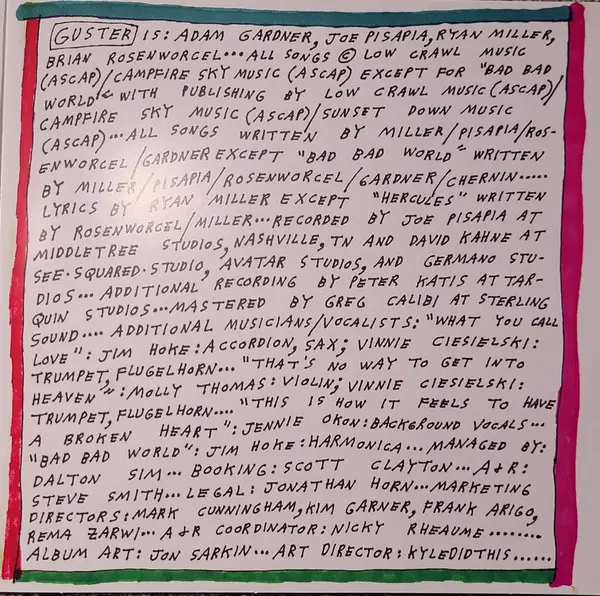 GUSTER IS: ADAM GARDNER, JOE PISAPIA, RYAN MILLER,
BRIAN ROSENWORCEL... ALL SONGS © LOW CRAWL MUSIC
(ASCAP)/CAMPFIRE SKY MUSIC (ASCAP) EXCEPT FOR "BAD BAD
WORLD" WITH PUBLISHING BY LOW CRAWL MUSIC (ASCAP)/
CAMPFIRE SKY MUSIC (ASCAP)/SUNSET DOWN MUSIC
(ASCAP)... ALL SONGS WRITTEN BY MILLER/PISAPIA/ROS-
ENWORCEL/GARDNER EXCEPT "BAD BAD WORLD" WRITTEN
BY MILLER/PISAPIA/ROSENWORCEL/GARDNER/CHERNIN.....
LYRICS BY RYAN MILLER EXCEPT "HERCULES" WRITTEN
BY ROSENWORCEL/MILLER... RECORDED BY JOE PISAPIA AT
MIDDLETREE STUDIOS, NASHVILLE, TN AND DAVID KAHNE AT
SEE·SQUARED·STUDIO, AVATAR STUDIOS, AND GERMANO STU-
DIOS... ADDITIONAL RECORDING BY PETER KATIS AT TAR-
QUIN STUDIOS... MASTERED BY GREG CALIBI AT STERLING
SOUND.... ADDITIONAL MUSICIANS/VOCALISTS: "WHAT YOU CALL
LOVE": JIM HOKE: ACCORDION, SAX; VINNIE CIESIELSKI:
TRUMPET, FLUGELHORN... "THAT'S NO WAY TO GET INTO
HEAVEN": MOLLY THOMAS: VIOLIN; VINNIE CIESIELSKI:
TRUMPET, FLUGELHORN.... "THIS IS HOW IT FEELS TO HAVE
A BROKEN HEART": JENNIE OKON: BACKGROUND VOCALS...
"BAD BAD WORLD": JIM HOKE: HARMONICA... MANAGED BY:
DALTON SIM... BOOKING: SCOTT CLAYTON... A&R:
STEVE SMITH... LEGAL: JONATHAN HORN... MARKETING
DIRECTORS: MARK CUNNINGHAM, KIM GARNER, FRANK ARIGO,
REMA ZARWI... A&R COORDINATOR: NICKY RHEAUME.........
ALBUM ART: JON SARKIN... ART DIRECTOR: KYLEDIDTHIS......